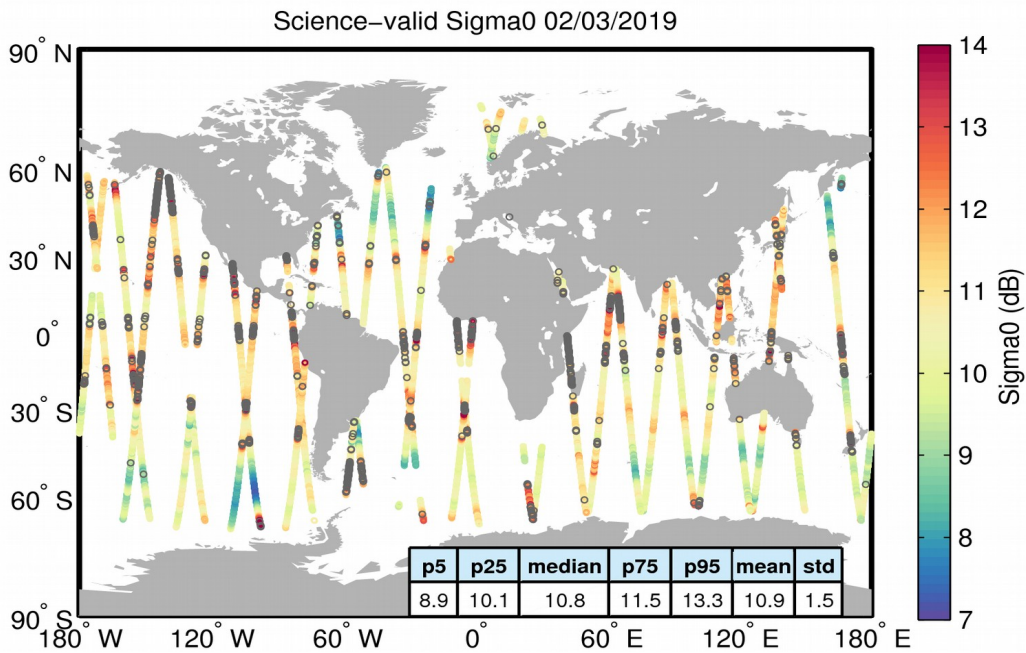 Science−valid Sigma0 02/03/2019
90° N
60° N
30° N
0°
30° S
60° S
90° S
180° W
120° W
60° W
0°
60° E
120° E
180° E
p5 p25 median p75 p95 mean std
8.9 10.1 10.8 11.5 13.3 10.9 1.5
14
13
12
11
10
9
8
7
Sigma0 (dB)